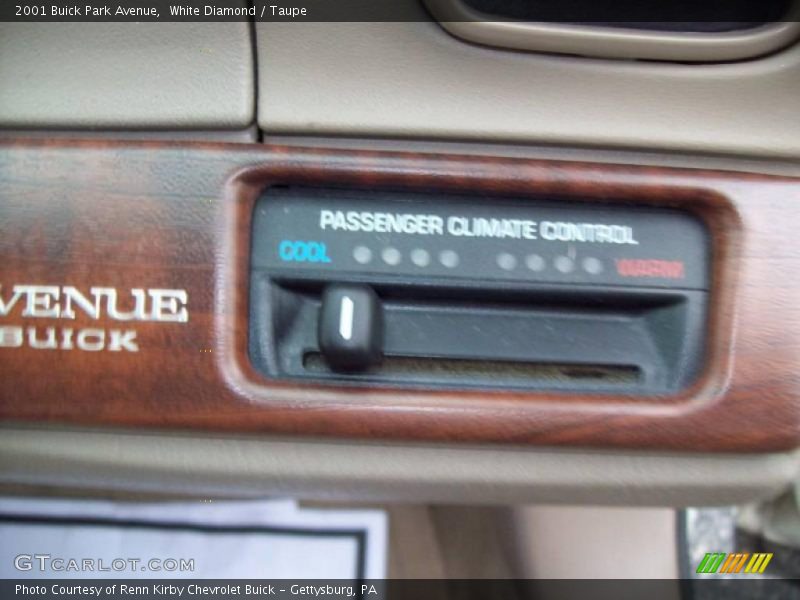 2001 Buick Park Avenue,  White Diamond / Taupe
PASSENGER CLIMATE CONTROL
COOL
WARM
VENUE
BUICK
GTCARLOT.COM
Photo Courtesy of Renn Kirby Chevrolet Buick - Gettysburg, PA